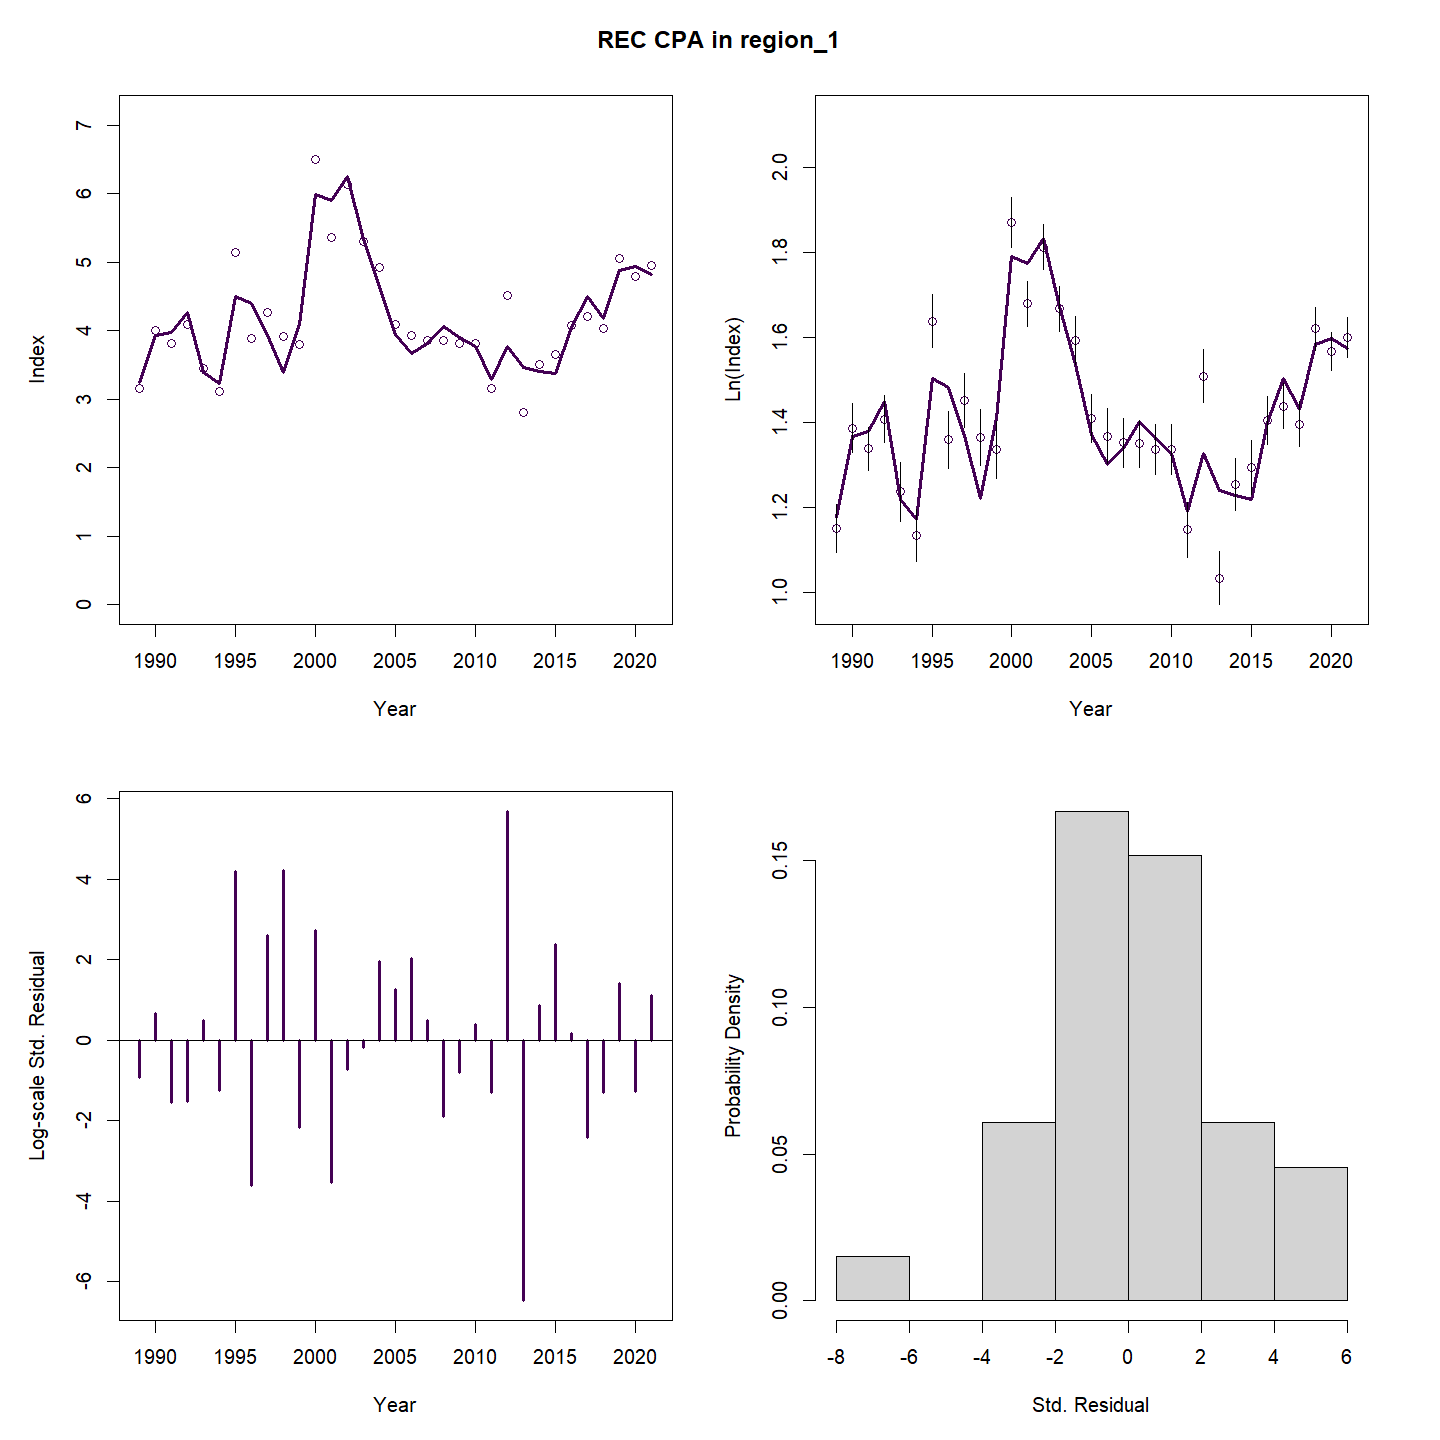 REC CPA in region_1
Index
7
6
5
4
3
2
1
0
1990 1995 2000 2005 2010 2015 2020
Year
Ln(Index)
2.0
1.8
1.6
1.4
1.2
1.0
1990 1995 2000 2005 2010 2015 2020
Year
Log-scale Std. Residual
6
4
2
0
-2
-4
-6
1990 1995 2000 2005 2010 2015 2020
Year
Probability Density
0.15
0.10
0.05
0.00
-8 -6 -4 -2 0 2 4 6
Std. Residual